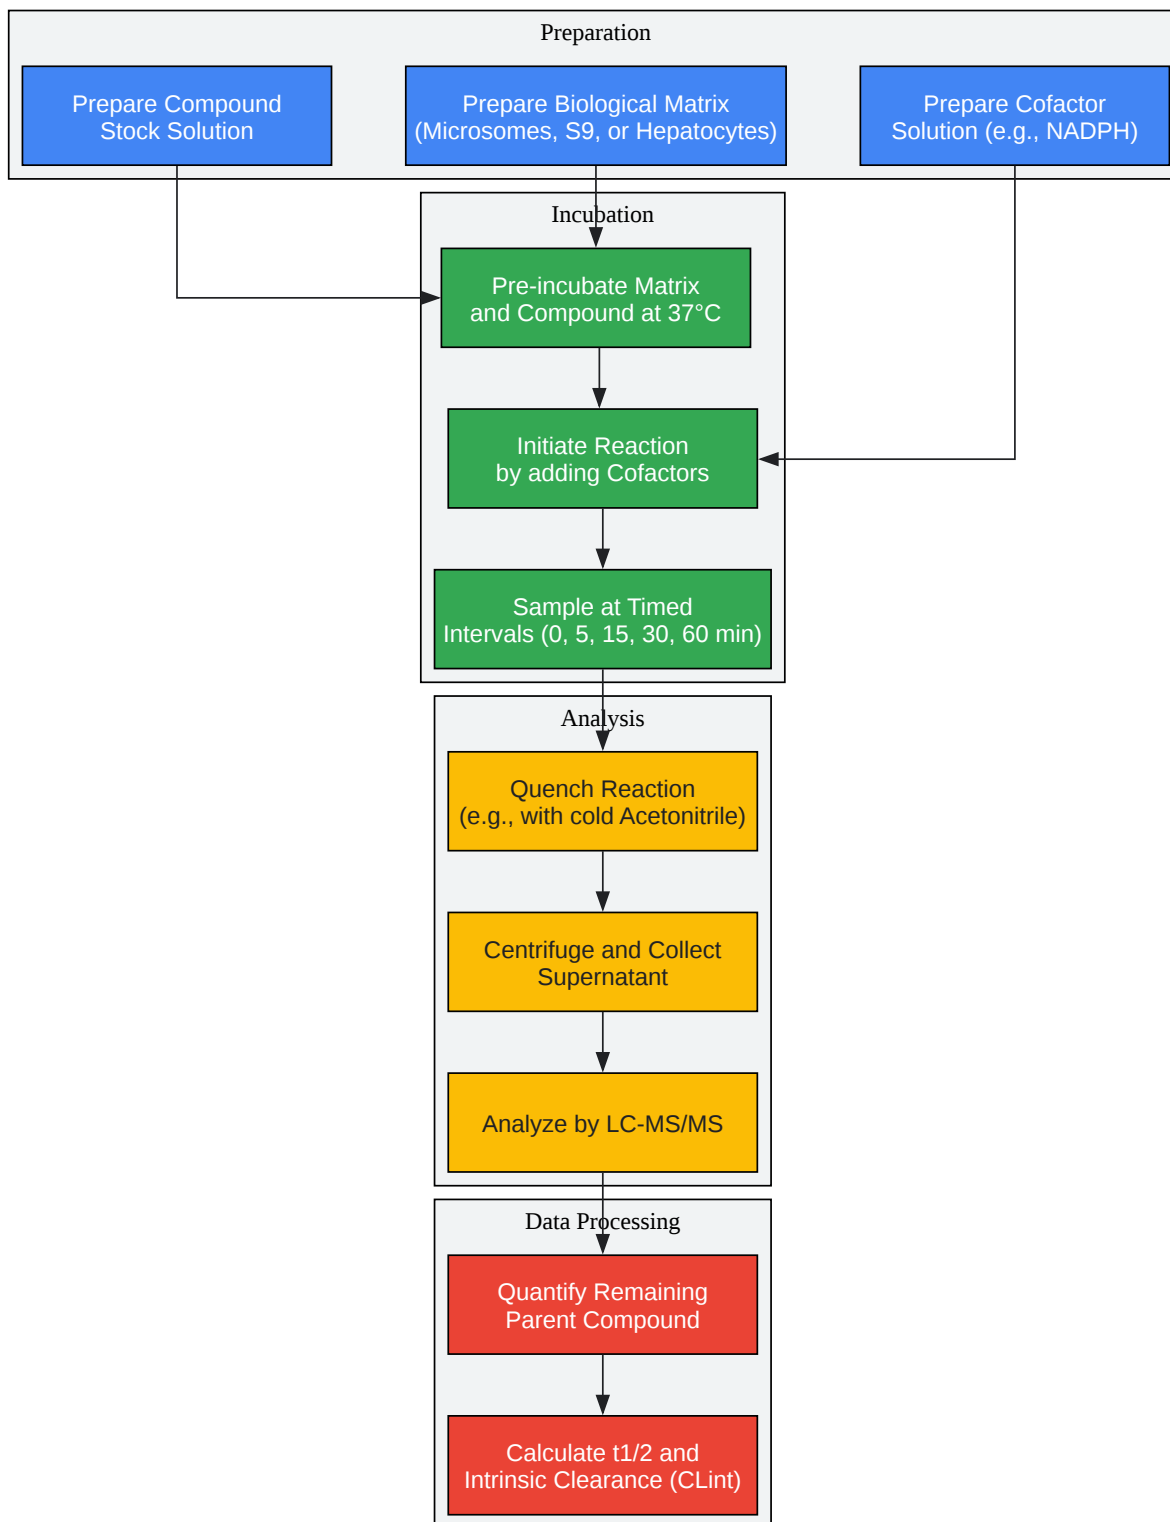 Preparation
Prepare Compound
Stock Solution
Prepare Biological Matrix
(Microsomes, S9, or Hepatocytes)
Prepare Cofactor
Solution (e.g., NADPH)
Incubation
Pre-incubate Matrix
and Compound at 37°C
Initiate Reaction
by adding Cofactors
Sample at Timed
Intervals (0, 5, 15, 30, 60 min)
Analysis
Quench Reaction
(e.g., with cold Acetonitrile)
Centrifuge and Collect
Supernatant
Analyze by LC-MS/MS
Data Processing
Quantify Remaining
Parent Compound
Calculate t1/2 and
Intrinsic Clearance (CLint)